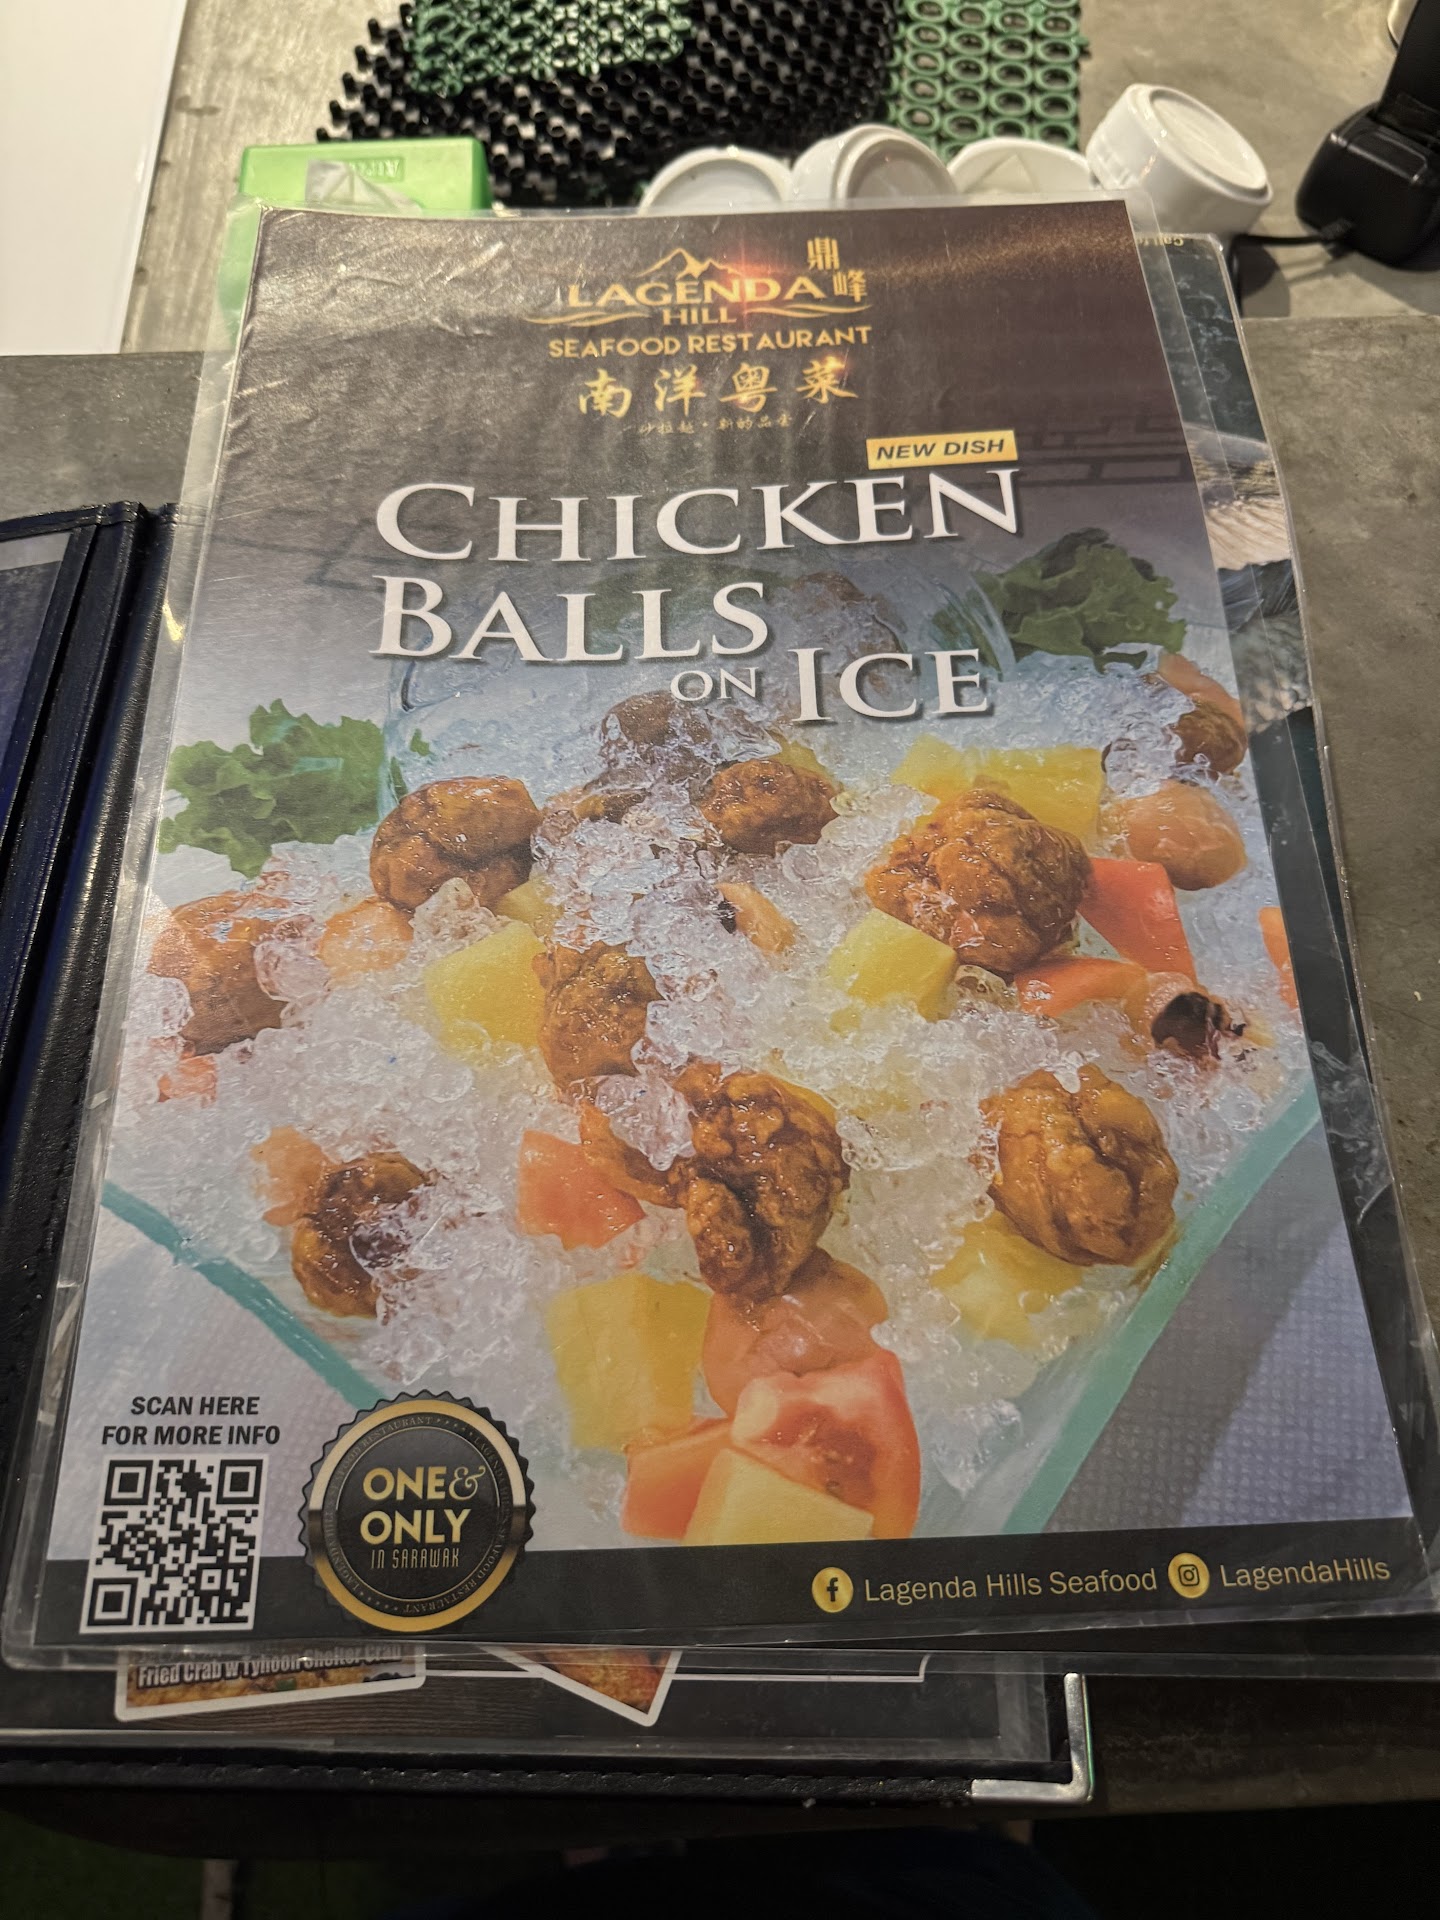 鼎峰
LAGENDA
HILL
SEAFOOD RESTAURANT
南洋粤菜
NEW DISH
CHICKEN
BALLS
ON ICE
SCAN HERE
FOR MORE INFO
ONE &
ONLY
IN SARAWAK
Lagenda Hills Seafood
LagendaHills
Fried Crab w Tyhoon Shelter Crab